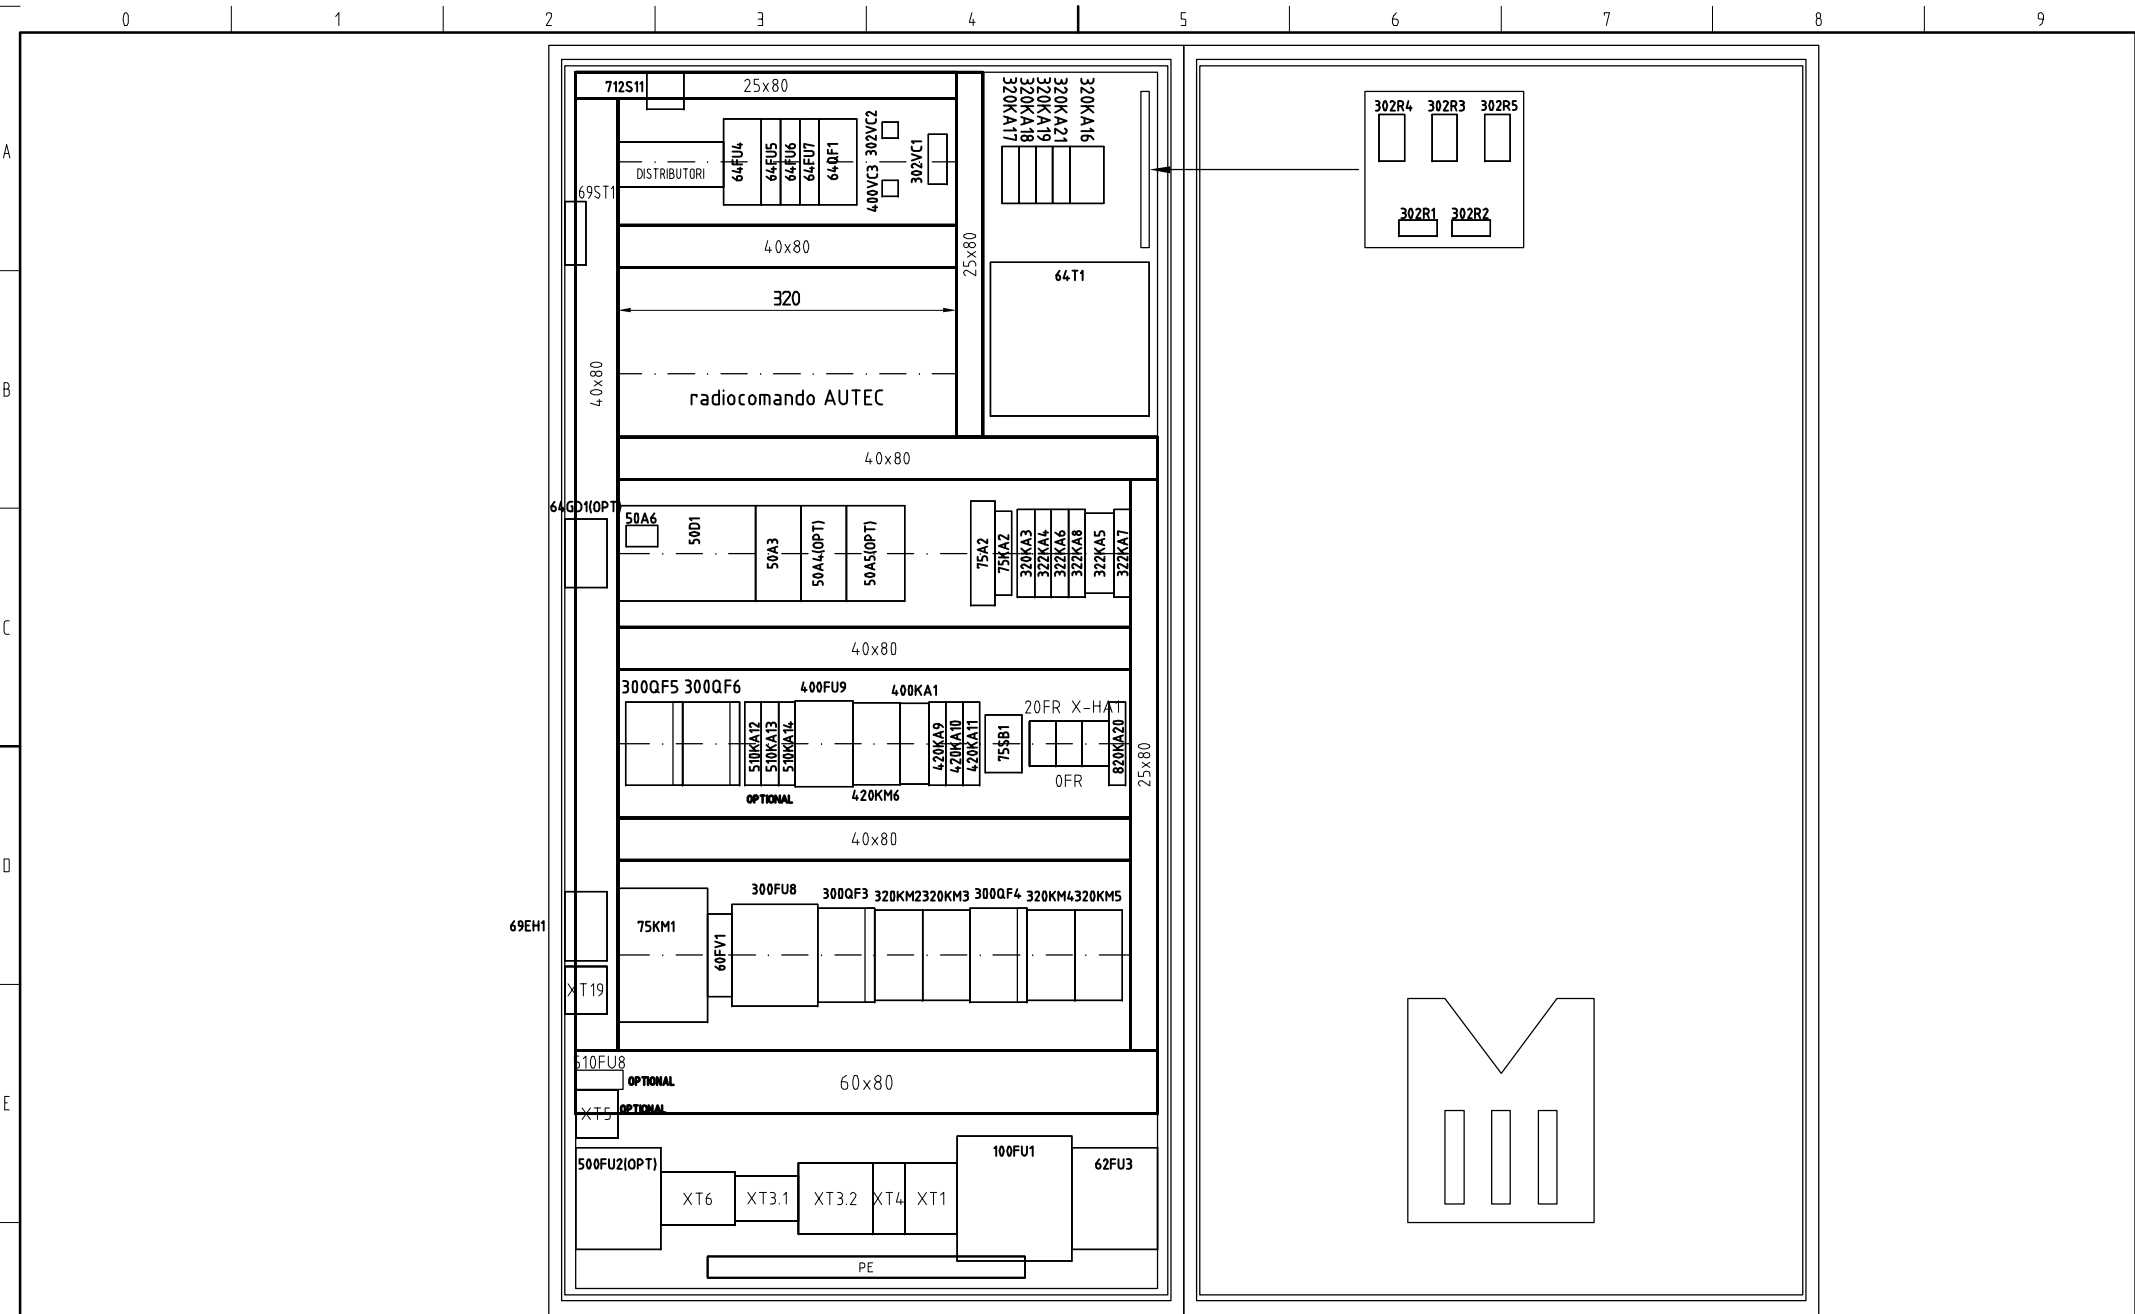 0 1 2 3 4 5 6 7 8 9
A
B
C
D
E
712S11
25x80
69ST1
DISTRIBUTORI
64FU4
64FU5
64FU6
64FU7
64QF1
400VC3 302VC2
302VC1
320KA17
320KA18
320KA19
320KA21
320KA16
302R4 302R3 302R5
302R1 302R2
40x80
25x80
64T1
320
40x80
radiocomando AUTEC
40x80
64GD1(OPT)
50A6
50D1
50A3
50A4(OPT)
50A5(OPT)
75A2
75KA2
320KA3
322KA4
322KA6
322KA8
322KA5
322KA7
40x80
300QF5 300QF6
400FU9
400KA1
20FR X-HAT
510KA12
510KA13
510KA14
420KA9
420KA10
420KA11
75SB1
820KA20
OPTIONAL
420KM6
0FR
25x80
40x80
69EH1
75KM1
60FV1
300FU8
300QF3
320KM2
320KM3
300QF4
320KM4
320KM5
XT19
510FU8
OPTIONAL
60x80
XT5
OPTIONAL
500FU2(OPT)
XT6
XT3.1
XT3.2
XT4
XT1
100FU1
62FU3
PE